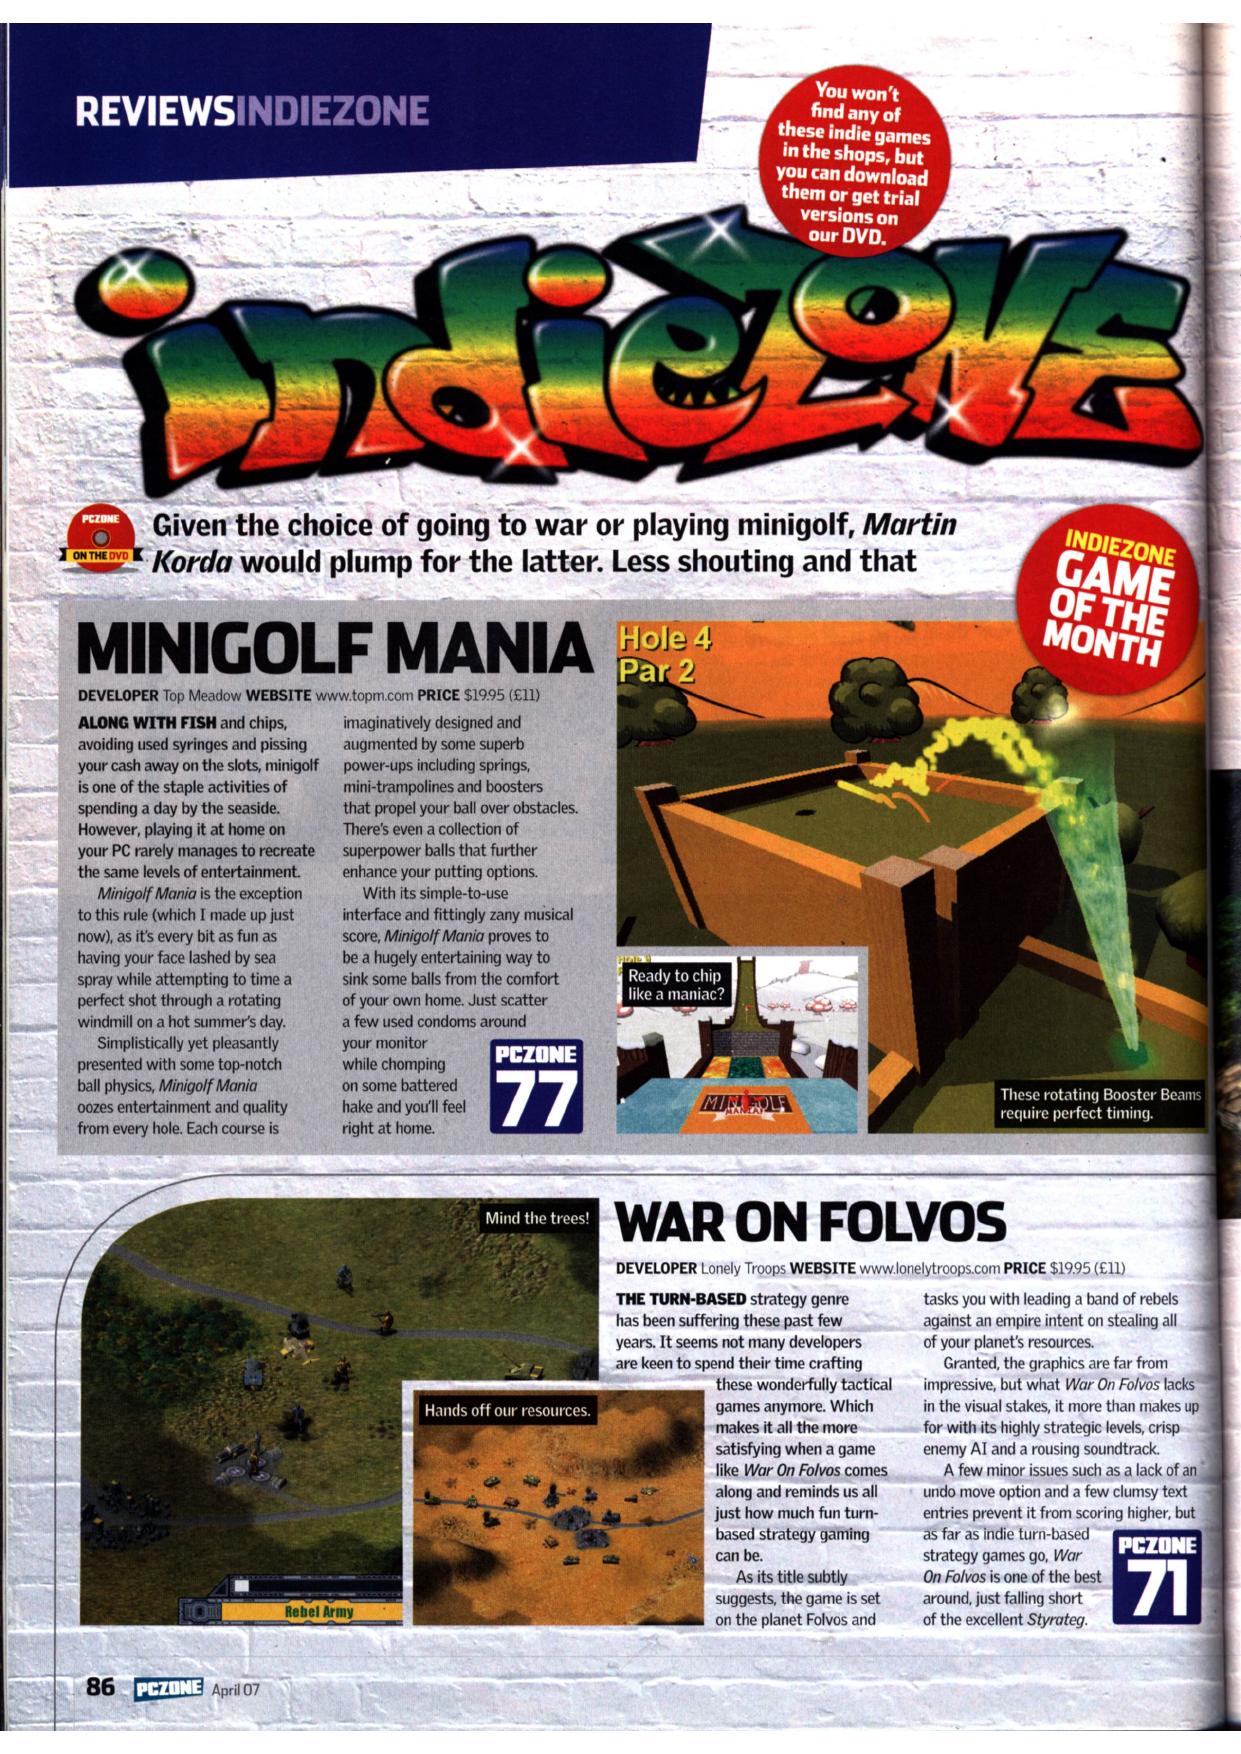 REVIEWSINDIEZONE
You won't
find any of
these indie games
in the shops, but
you can download
them or get trial
versions on
our DVD.
indiezone
PCZONE
ON THE DVD
Given the choice of going to war or playing minigolf, Martin
Korda would plump for the latter. Less shouting and that
INDIEZONE
GAME
OF THE
MONTH
MINIGOLF MANIA
DEVELOPER Top Meadow WEBSITE www.topm.com PRICE $19.95 (£11)
ALONG WITH FISH and chips,
avoiding used syringes and pissing
your cash away on the slots, minigolf
is one of the staple activities of
spending a day by the seaside.
However, playing it at home on
your PC rarely manages to recreate
the same levels of entertainment.
Minigolf Mania is the exception
to this rule (which I made up just
now), as it's every bit as fun as
having your face lashed by sea
spray while attempting to time a
perfect shot through a rotating
windmill on a hot summer's day.
Simplistically yet pleasantly
presented with some top-notch
ball physics, Minigolf Mania
oozes entertainment and quality
from every hole. Each course is
imaginatively designed and
augmented by some superb
power-ups including springs,
mini-trampolines and boosters
that propel your ball over obstacles.
There's even a collection of
superpower balls that further
enhance your putting options.
With its simple-to-use
interface and fittingly zany musical
score, Minigolf Mania proves to
be a hugely entertaining way to
sink some balls from the comfort
of your own home. Just scatter
a few used condoms around
your monitor
while chomping
on some battered
hake and you'll feel
right at home.
PCZONE
77
Hole 4
Par 2
Ready to chip
like a maniac?
MINIGOLF
MANIA
These rotating Booster Beams
require perfect timing.
Mind the trees!
Hands off our resources.
Rebel Army
WAR ON FOLVOS
DEVELOPER Lonely Troops WEBSITE www.lonelytroops.com PRICE $19.95 (£11)
THE TURN-BASED strategy genre
has been suffering these past few
years. It seems not many developers
are keen to spend their time crafting
these wonderfully tactical
games anymore. Which
makes it all the more
satisfying when a game
like War On Folvos comes
along and reminds us all
just how much fun turn-
based strategy gaming
can be.
As its title subtly
suggests, the game is set
on the planet Folvos and
tasks you with leading a band of rebels
against an empire intent on stealing all
of your planet's resources.
Granted, the graphics are far from
impressive, but what War On Folvos lacks
in the visual stakes, it more than makes up
for with its highly strategic levels, crisp
enemy AI and a rousing soundtrack.
A few minor issues such as a lack of an
undo move option and a few clumsy text
entries prevent it from scoring higher, but
as far as indie turn-based
strategy games go, War
On Folvos is one of the best
around, just falling short
of the excellent Styrateg.
PCZONE
71
86 PCZONE April 07